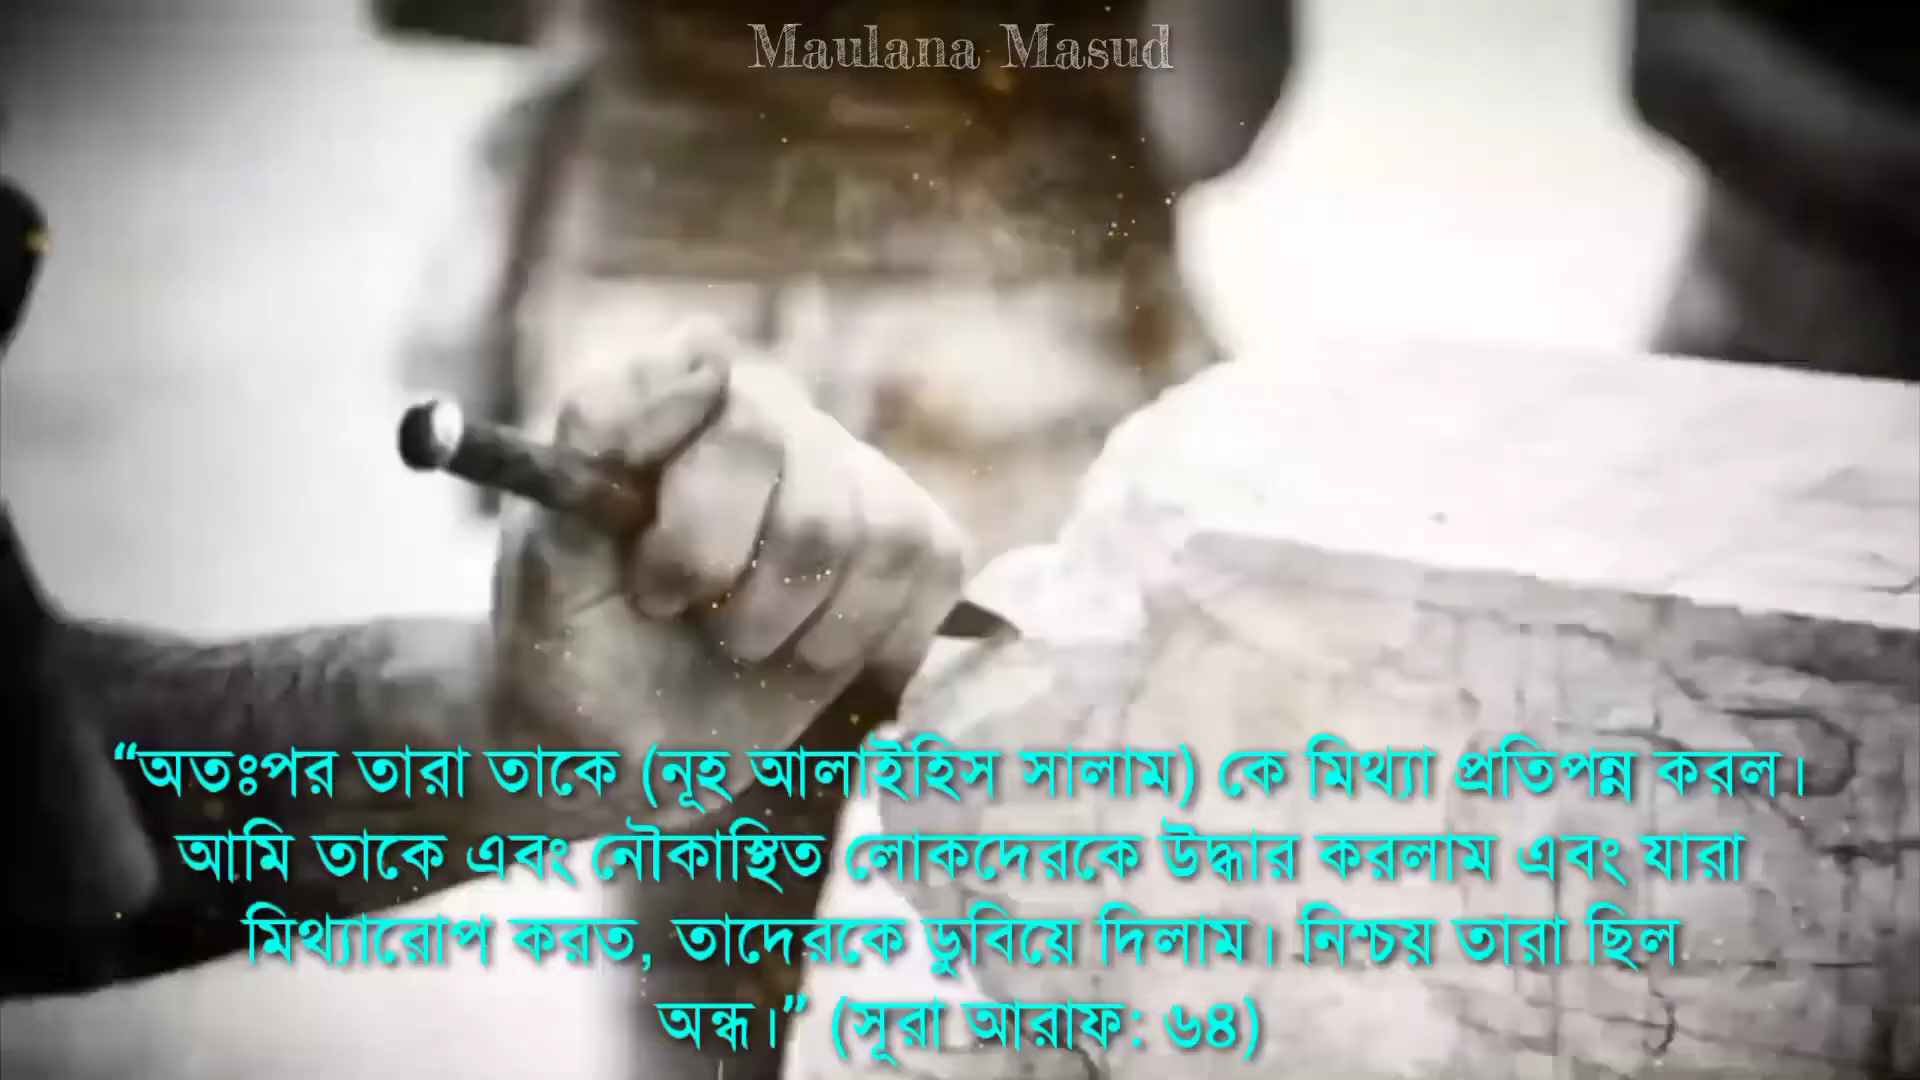 Maulana Masud
“অতঃপর তারা তাকে (নূহ আলাইহিস সালাম) কে মিথ্যা প্রতিপন্ন করল।
আমি তাকে এবং নৌকাস্থিত লোকদেরকে উদ্ধার করলাম এবং যারা
মিথ্যারোপ করত, তাদেরকে ডুবিয়ে দিলাম। নিশ্চয় তারা ছিল
অন্ধ।” (সূরা আরাফ: ৬৪)